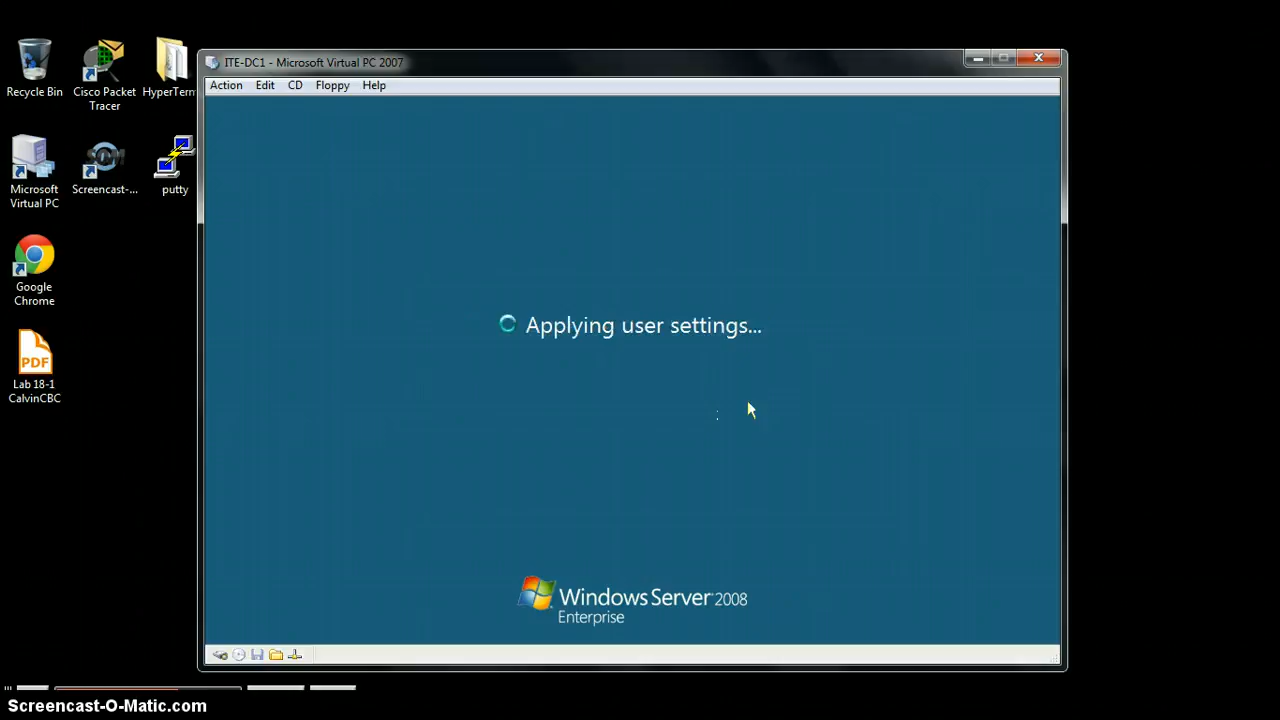 Recycle Bin
Cisco Packet
Tracer
HyperTerm
Microsoft
Virtual PC
Screencast-...
putty
Google
Chrome
PDF
Lab 18-1
CalvinCBC
ITE-DC1 - Microsoft Virtual PC 2007
Action Edit CD Floppy Help
Applying user settings...
Windows Server 2008
Enterprise
Screencast-O-Matic.com